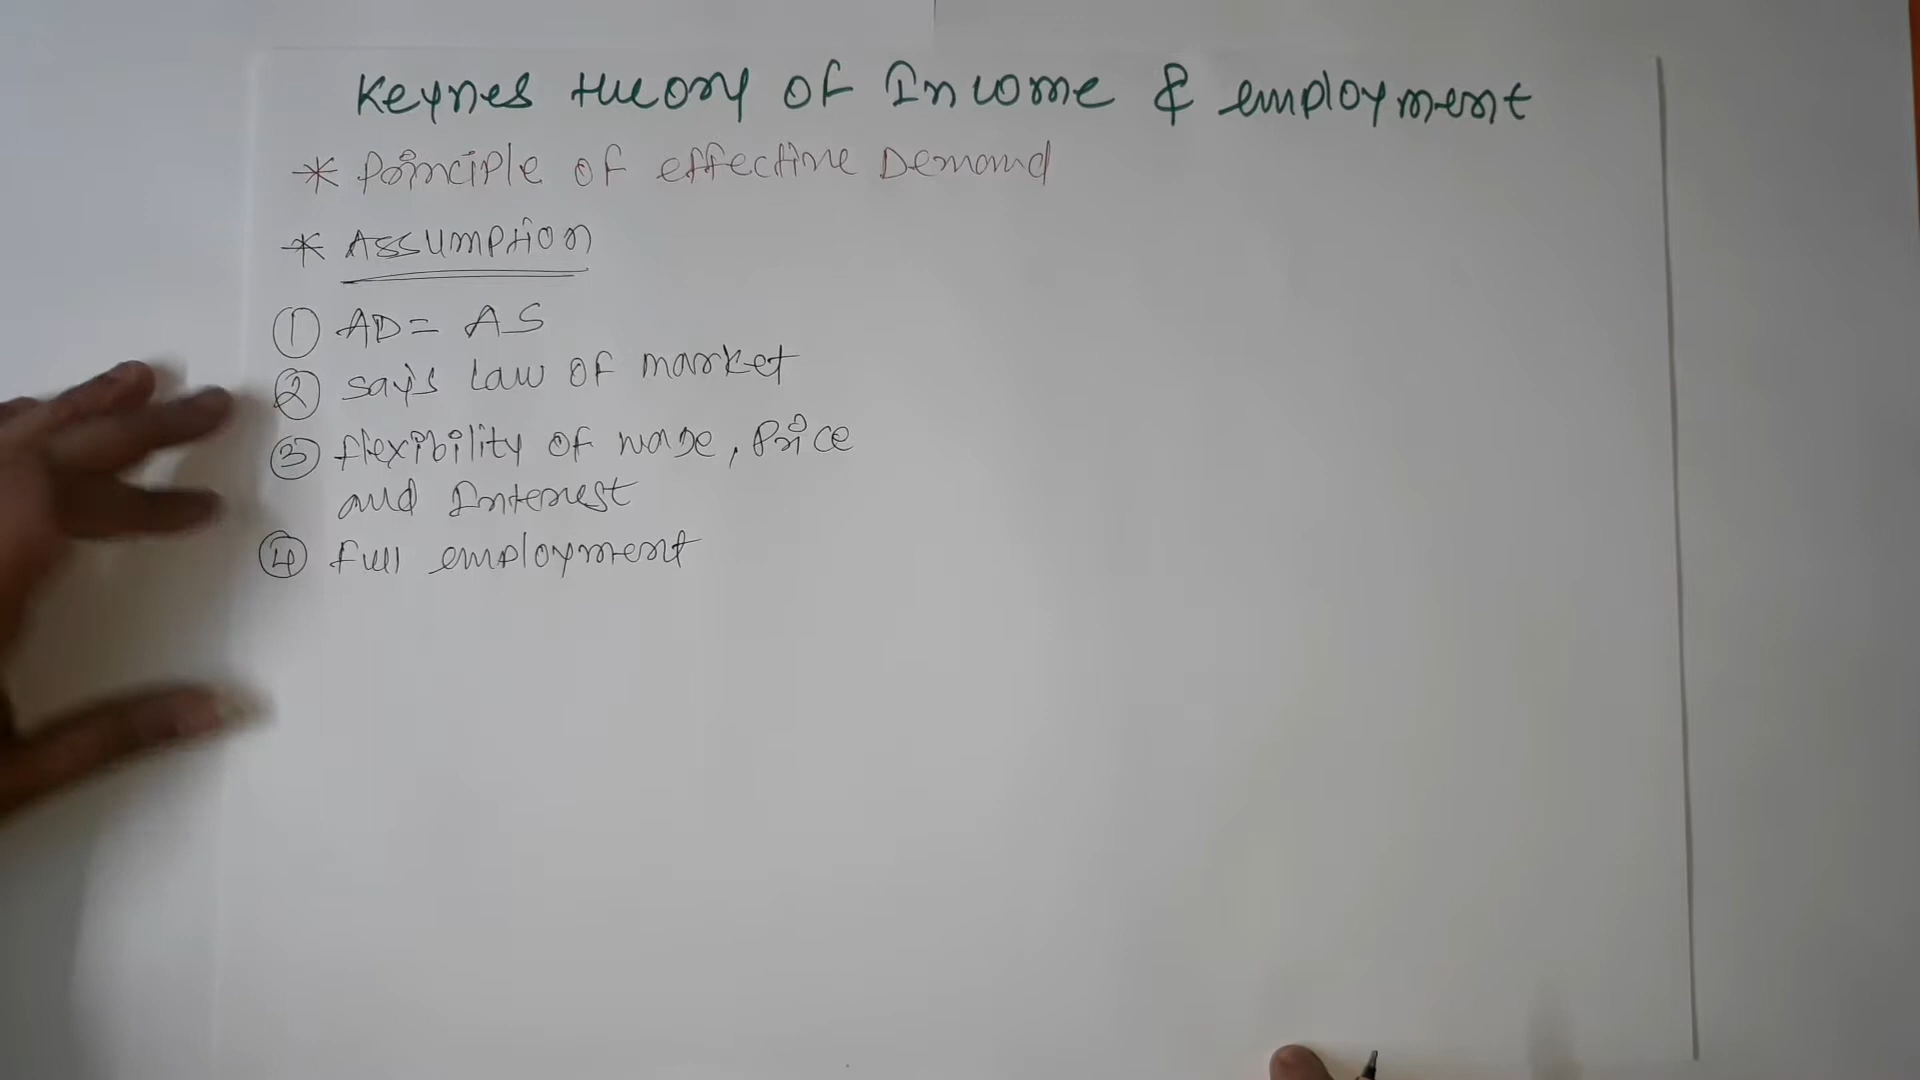 Keynes theory of Income & employment
* Principle of effective Demand
* Assumption
① AD = AS
② say's law of market
③ flexibility of wage, Price
and Interest
④ full employment